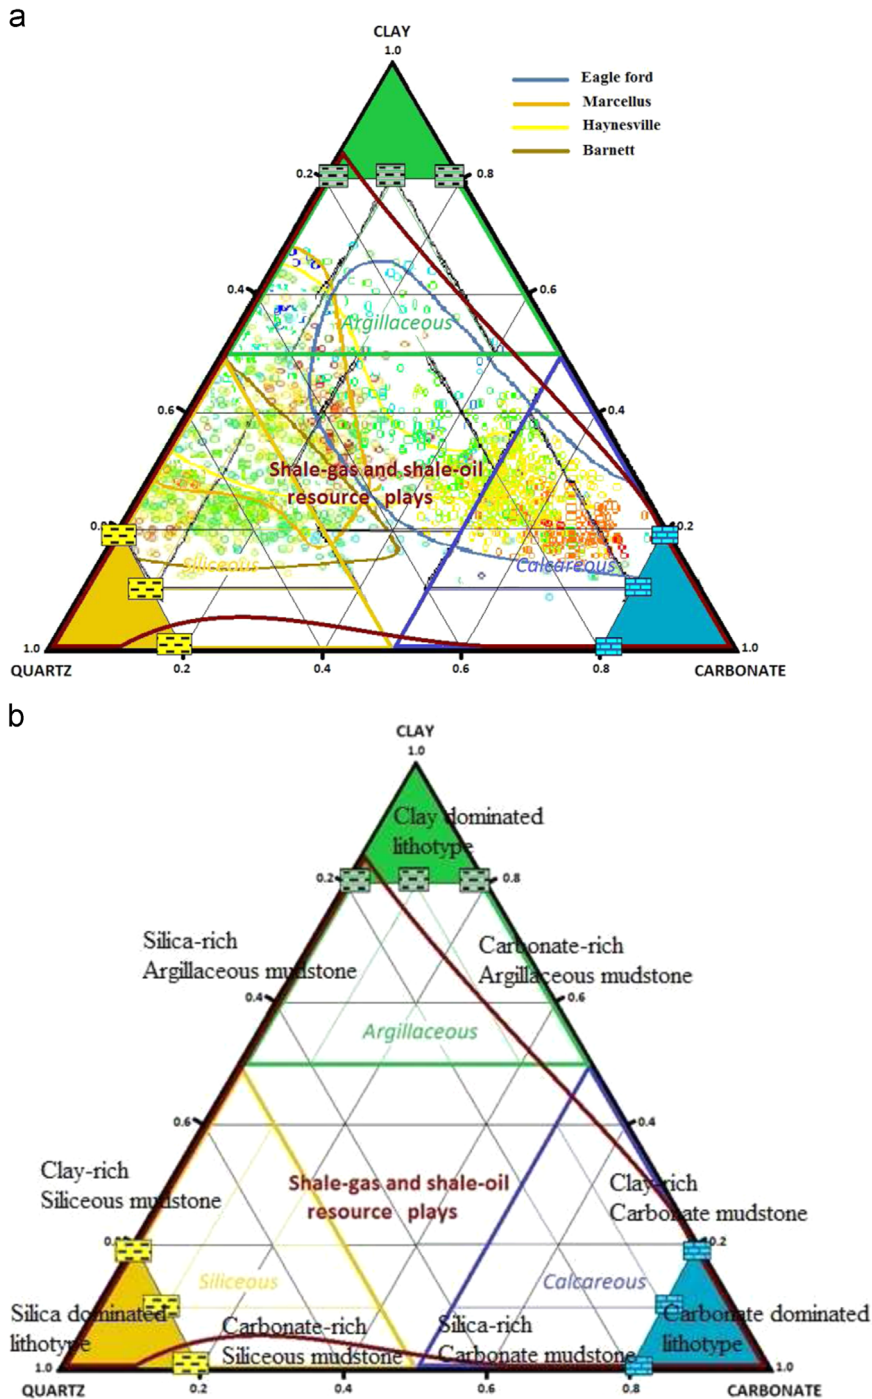 a
CLAY
1.0
Eagle ford
Marcellus
Haynesville
Barnett
0.2
0.8
0.4
0.6
Argillaceous
0.6
0.4
Shale-gas and shale-oil
resource plays
0.2
Siliceous
Calcareous
1.0
1.0
QUARTZ
0.2
0.4
0.6
0.8
CARBONATE
b
CLAY
1.0
Clay dominated
lithotype
0.2
0.8
Silica-rich
Argillaceous mudstone
Carbonate-rich
Argillaceous mudstone
0.4
0.6
Argillaceous
0.6
0.4
Clay-rich
Siliceous mudstone
Shale-gas and shale-oil
resource plays
Clay-rich
Carbonate mudstone
0.2
Siliceous
Calcareous
Silica dominated
lithotype
Carbonate-rich
Siliceous mudstone
Silica-rich
Carbonate mudstone
Carbonate dominated
lithotype
1.0
1.0
QUARTZ
0.2
0.4
0.6
0.8
CARBONATE